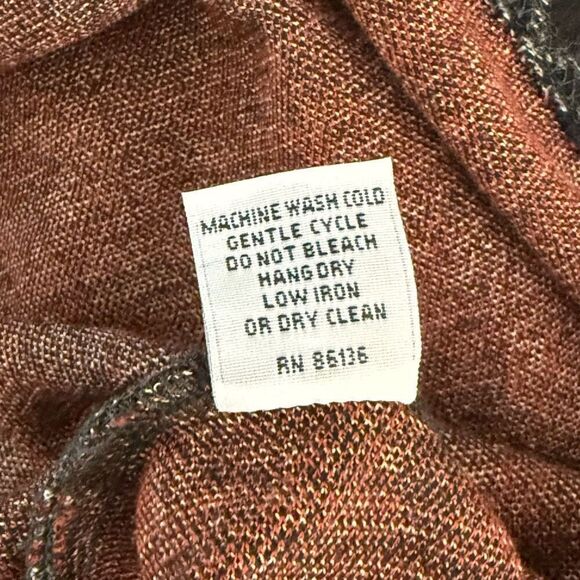 MACHINE WASH COLD
GENTLE CYCLE
DO NOT BLEACH
HANG DRY
LOW IRON
OR DRY CLEAN
RN 86136